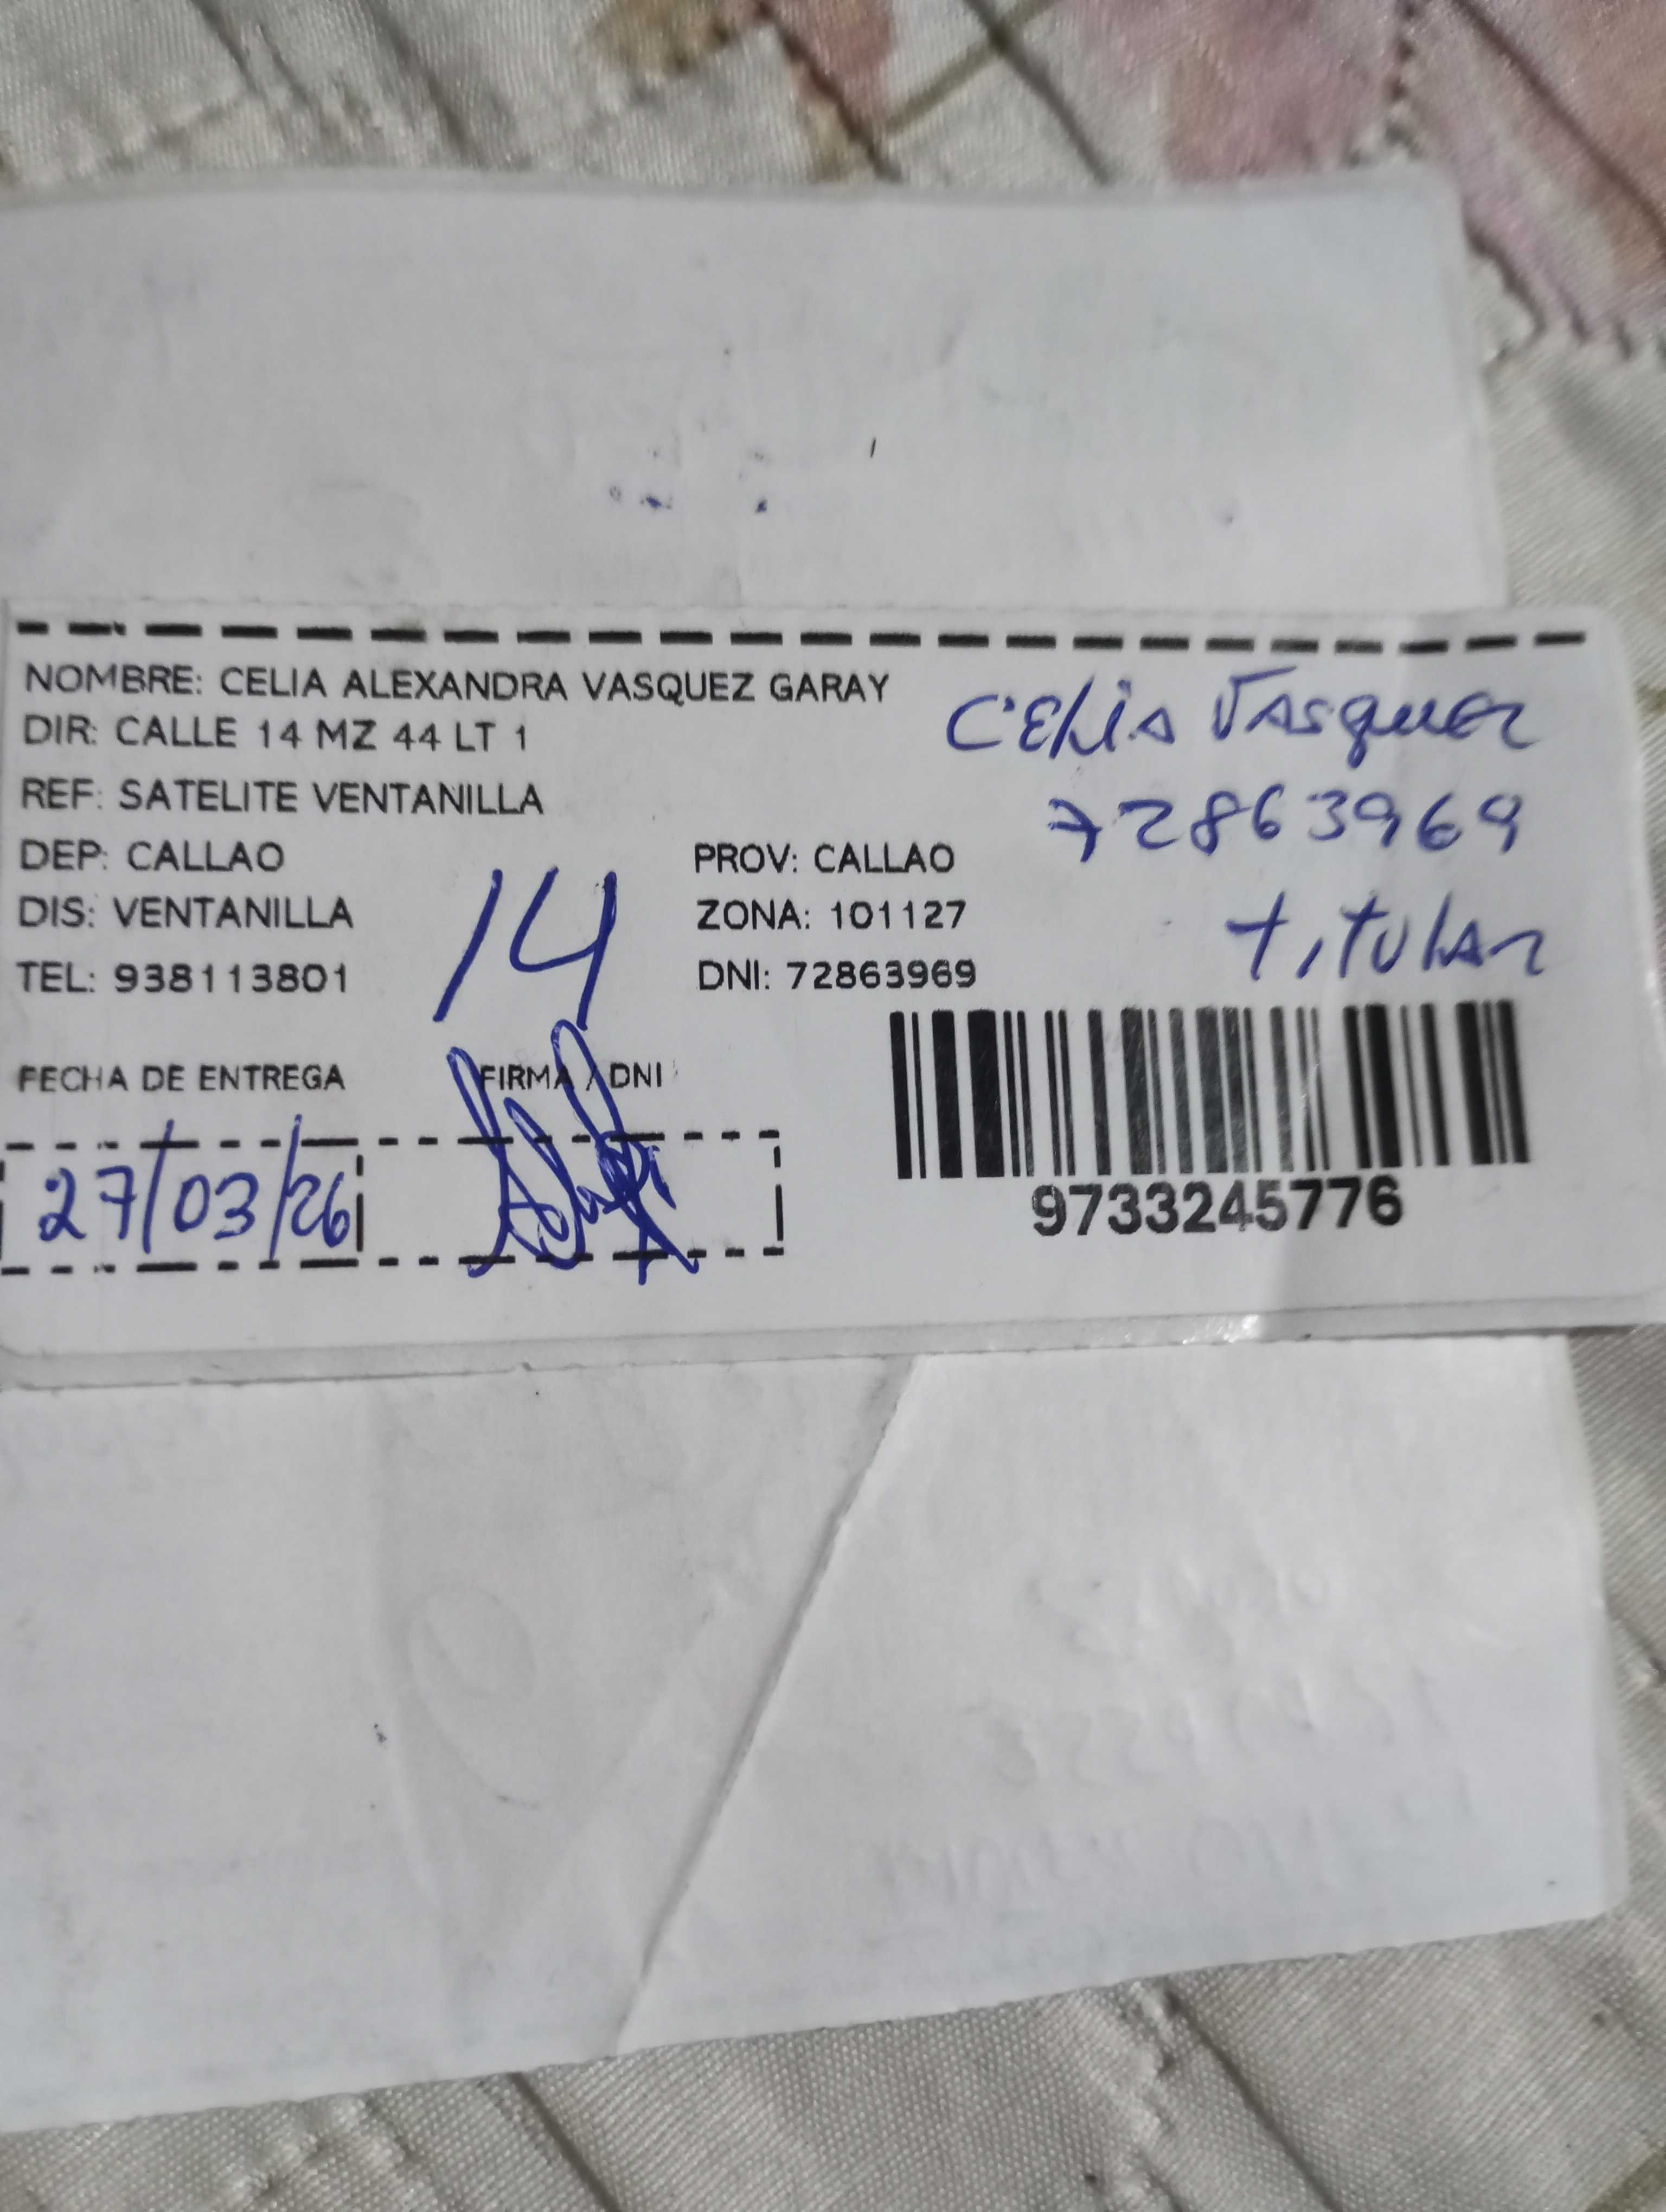 NOMBRE: CELIA ALEXANDRA VASQUEZ GARAY
DIR: CALLE 14 MZ 44 LT 1
REF: SATELITE VENTANILLA
DEP: CALLAO
DIS: VENTANILLA
TEL: 938113801
14
PROV: CALLAO
ZONA: 101127
DNI: 72863969
Celia Vasquez
72863969
titular
FECHA DE ENTREGA
FIRMA / DNI
27/03/26
9733245776